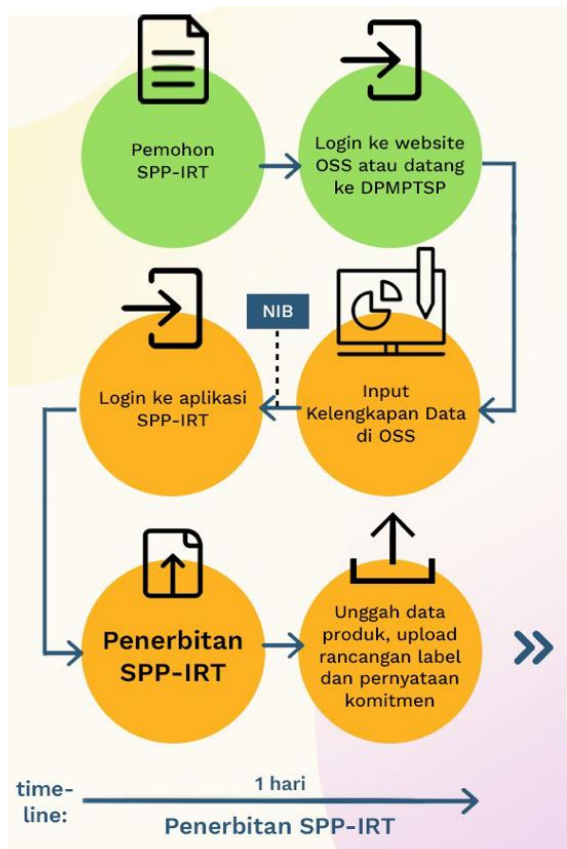 Pemohon
SPP-IRT
Login ke website
OSS atau datang
ke DPMPTSP
NIB
Input
Kelengkapan Data
di OSS
Login ke aplikasi
SPP-IRT
Penerbitan
SPP-IRT
Unggah data
produk, upload
rancangan label
dan pernyataan
komitmen
time-
line:
1 hari
Penerbitan SPP-IRT